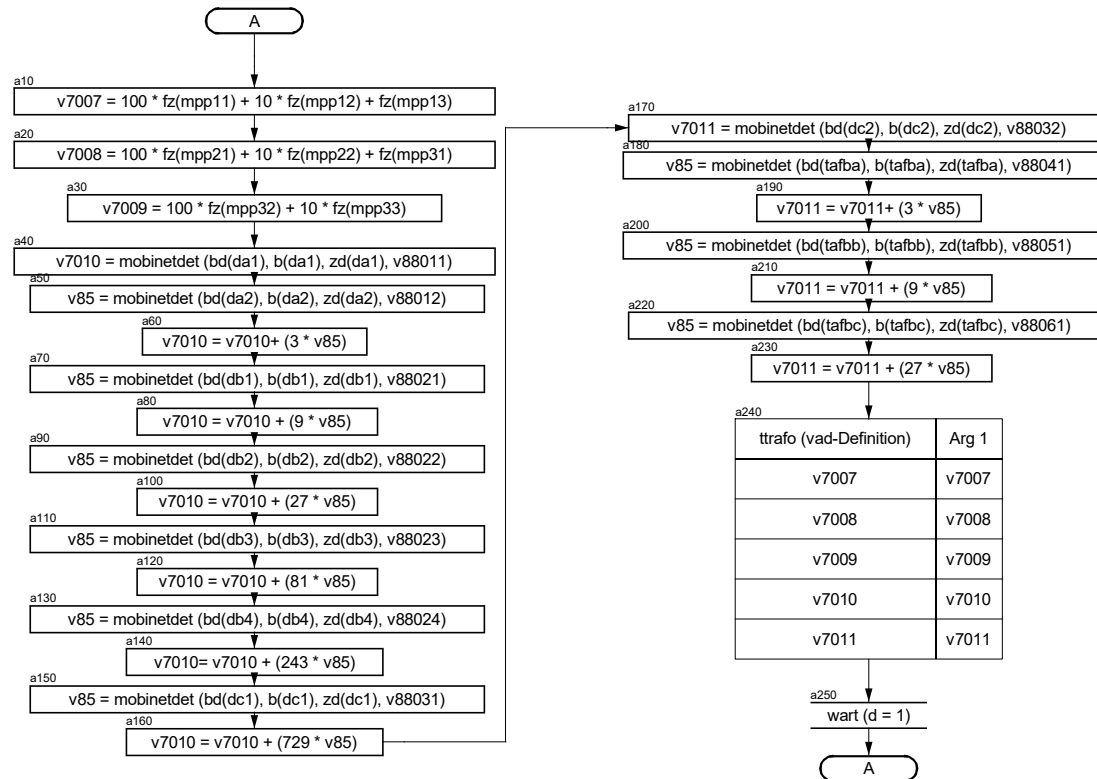 A
a10
v7007 = 100 * fz(mpp11) + 10 * fz(mpp12) + fz(mpp13)
a20
v7008 = 100 * fz(mpp21) + 10 * fz(mpp22) + fz(mpp31)
a30
v7009 = 100 * fz(mpp32) + 10 * fz(mpp33)
a40
v7010 = mobinetdet (bd(da1), b(da1), zd(da1), v88011)
a50
v85 = mobinetdet (bd(da2), b(da2), zd(da2), v88012)
a60
v7010 = v7010+ (3 * v85)
a70
v85 = mobinetdet (bd(db1), b(db1), zd(db1), v88021)
a80
v7010 = v7010 + (9 * v85)
a90
v85 = mobinetdet (bd(db2), b(db2), zd(db2), v88022)
a100
v7010 = v7010 + (27 * v85)
a110
v85 = mobinetdet (bd(db3), b(db3), zd(db3), v88023)
a120
v7010 = v7010 + (81 * v85)
a130
v85 = mobinetdet (bd(db4), b(db4), zd(db4), v88024)
a140
v7010= v7010 + (243 * v85)
a150
v85 = mobinetdet (bd(dc1), b(dc1), zd(dc1), v88031)
a160
v7010 = v7010 + (729 * v85)
a170
v7011 = mobinetdet (bd(dc2), b(dc2), zd(dc2), v88032)
a180
v85 = mobinetdet (bd(tafba), b(tafba), zd(tafba), v88041)
a190
v7011 = v7011+ (3 * v85)
a200
v85 = mobinetdet (bd(tafbb), b(tafbb), zd(tafbb), v88051)
a210
v7011 = v7011 + (9 * v85)
a220
v85 = mobinetdet (bd(tafbc), b(tafbc), zd(tafbc), v88061)
a230
v7011 = v7011 + (27 * v85)
a240
ttrafo (vad-Definition) Arg 1
v7007 v7007
v7008 v7008
v7009 v7009
v7010 v7010
v7011 v7011
a250
wart (d = 1)
A